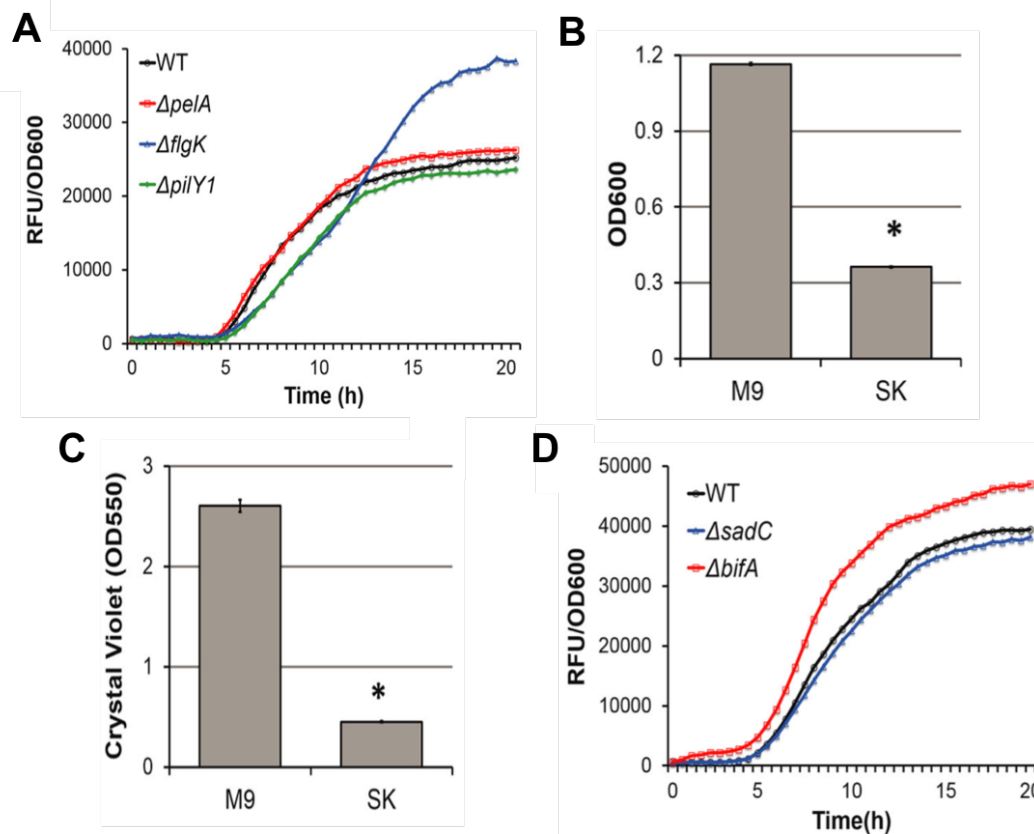 A
RFU/OD600
40000
30000
20000
10000
0
WT
ΔpelA
ΔflgK
ΔpilY1
0 5 10 15 20
Time (h)
B
OD600
1.2
0.9
0.6
0.3
0
*
M9 SK
C
Crystal Violet (OD550)
3
2
1
0
*
M9 SK
D
RFU/OD600
50000
40000
30000
20000
10000
0
WT
ΔsadC
ΔbifA
0 5 10 15 20
Time(h)